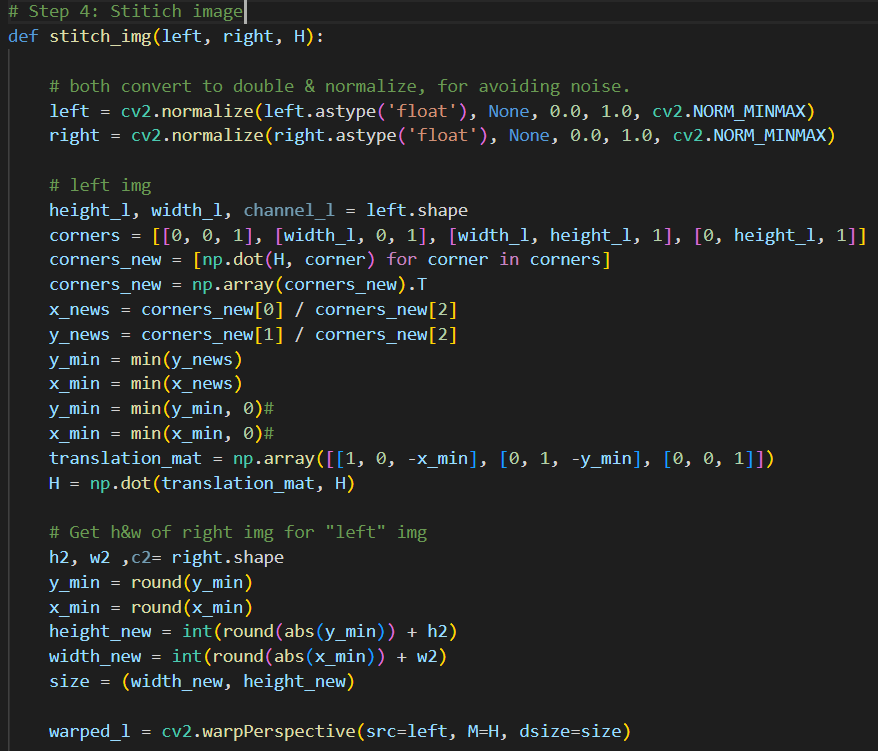 # Step 4: Stitich image
def stitch_img(left, right, H):
# both convert to double & normalize, for avoiding noise.
left = cv2.normalize(left.astype('float'), None, 0.0, 1.0, cv2.NORM_MINMAX)
right = cv2.normalize(right.astype('float'), None, 0.0, 1.0, cv2.NORM_MINMAX)
# left img
height_l, width_l, channel_l = left.shape
corners = [[0, 0, 1], [width_l, 0, 1], [width_l, height_l, 1], [0, height_l, 1]]
corners_new = [np.dot(H, corner) for corner in corners]
corners_new = np.array(corners_new).T
x_news = corners_new[0] / corners_new[2]
y_news = corners_new[1] / corners_new[2]
y_min = min(y_news)
x_min = min(x_news)
y_min = min(y_min, 0)#
x_min = min(x_min, 0)#
translation_mat = np.array([[1, 0, -x_min], [0, 1, -y_min], [0, 0, 1]])
H = np.dot(translation_mat, H)
# Get h&w of right img for "left" img
h2, w2 ,c2= right.shape
y_min = round(y_min)
x_min = round(x_min)
height_new = int(round(abs(y_min)) + h2)
width_new = int(round(abs(x_min)) + w2)
size = (width_new, height_new)
warped_l = cv2.warpPerspective(src=left, M=H, dsize=size)